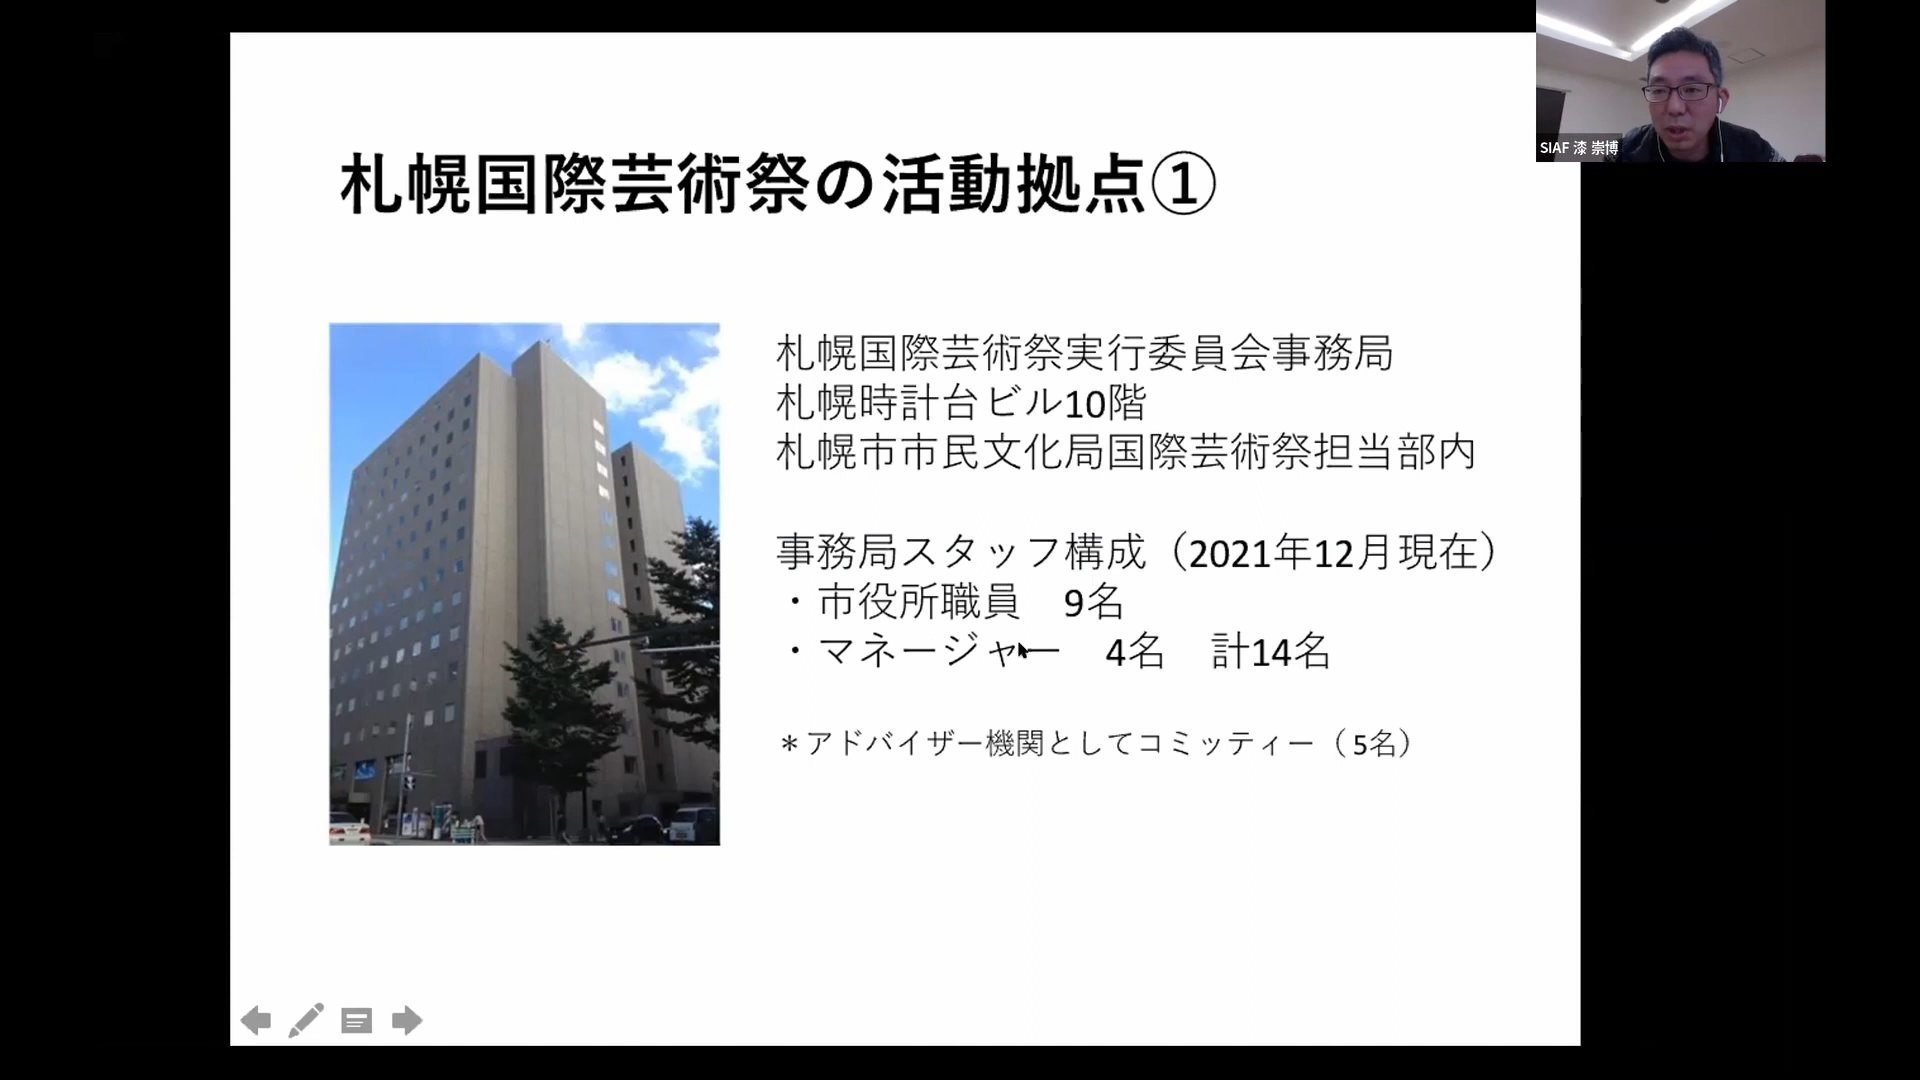 札幌国際芸術祭の活動拠点①
札幌国際芸術祭実行委員会事務局
札幌時計台ビル10階
札幌市市民文化局国際芸術祭担当部内
事務局スタッフ構成（2021年12月現在）
・市役所職員　9名
・マネージャー　4名　計14名
＊アドバイザー機関としてコミッティー（5名）
SIAF 漆 崇博